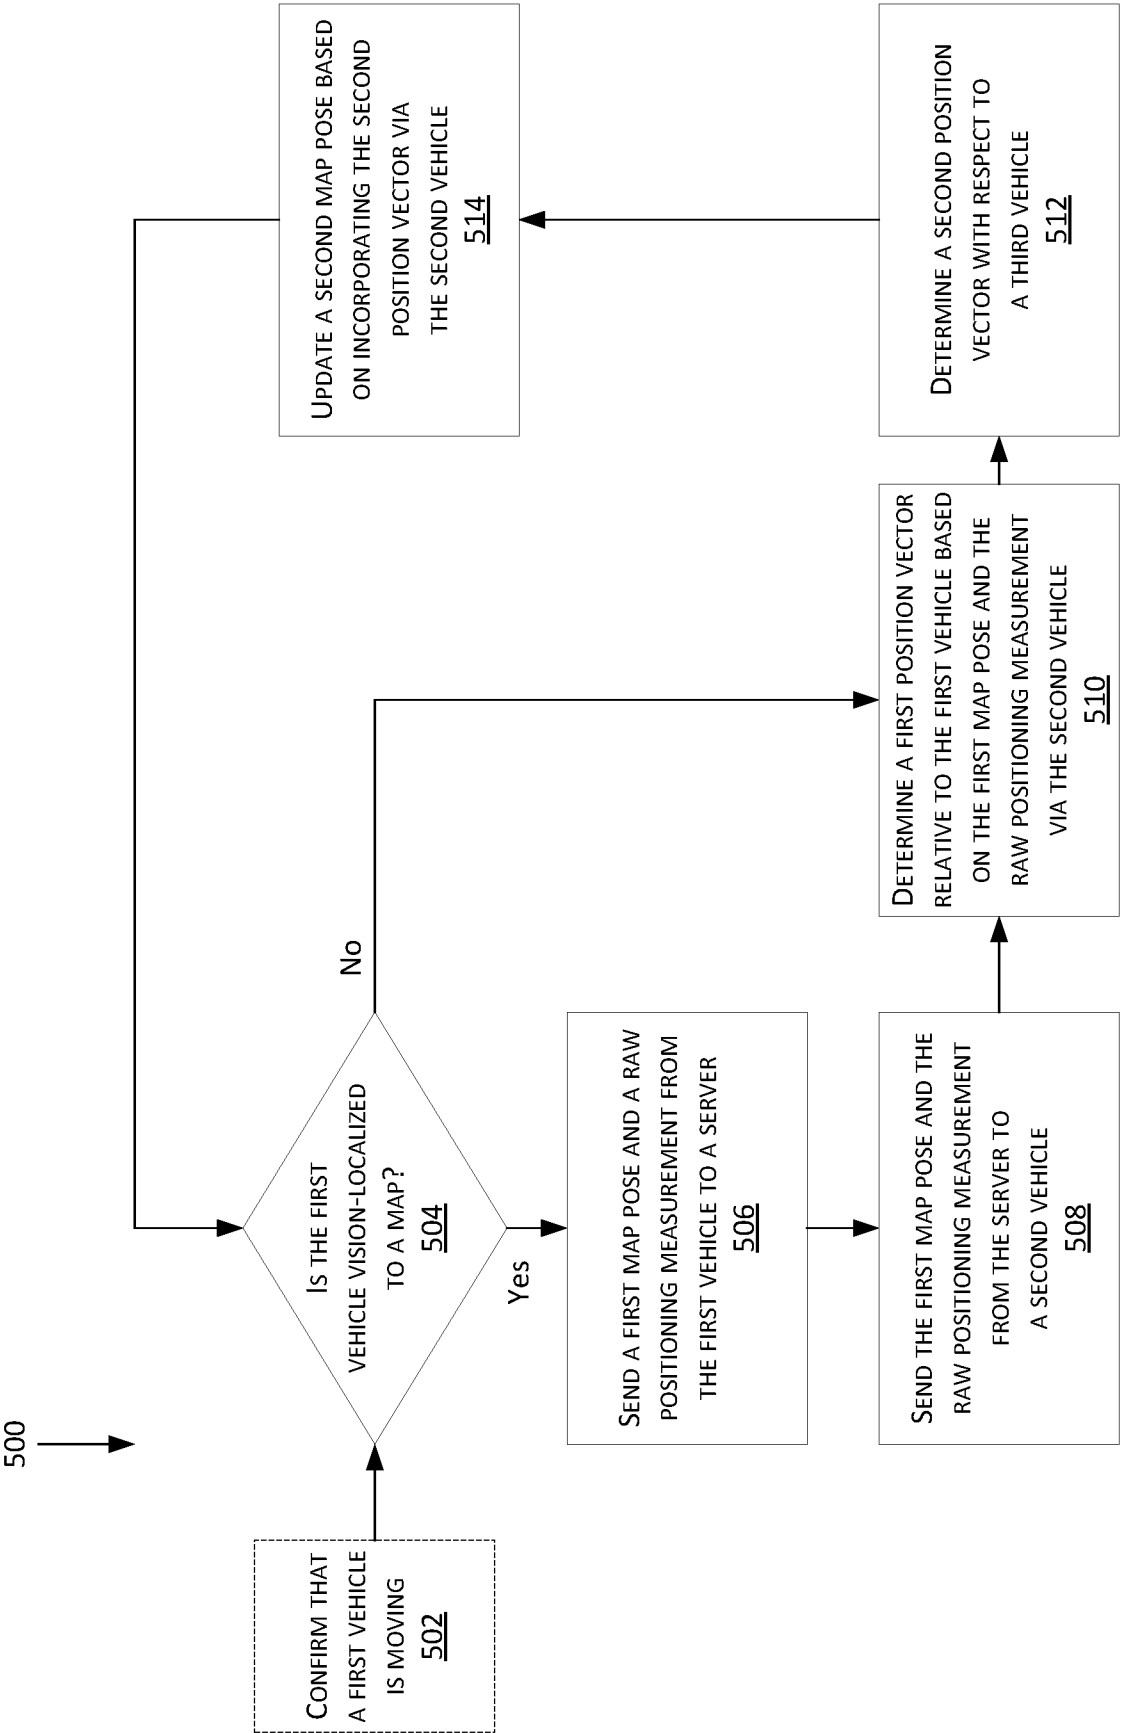 500
CONFIRM THAT
A FIRST VEHICLE
IS MOVING
502
IS THE FIRST
VEHICLE VISION-LOCALIZED
TO A MAP?
504
Yes
No
SEND A FIRST MAP POSE AND A RAW
POSITIONING MEASUREMENT FROM
THE FIRST VEHICLE TO A SERVER
506
SEND THE FIRST MAP POSE AND THE
RAW POSITIONING MEASUREMENT
FROM THE SERVER TO
A SECOND VEHICLE
508
DETERMINE A FIRST POSITION VECTOR
RELATIVE TO THE FIRST VEHICLE BASED
ON THE FIRST MAP POSE AND THE
RAW POSITIONING MEASUREMENT
VIA THE SECOND VEHICLE
510
DETERMINE A SECOND POSITION
VECTOR WITH RESPECT TO
A THIRD VEHICLE
512
UPDATE A SECOND MAP POSE BASED
ON INCORPORATING THE SECOND
POSITION VECTOR VIA
THE SECOND VEHICLE
514